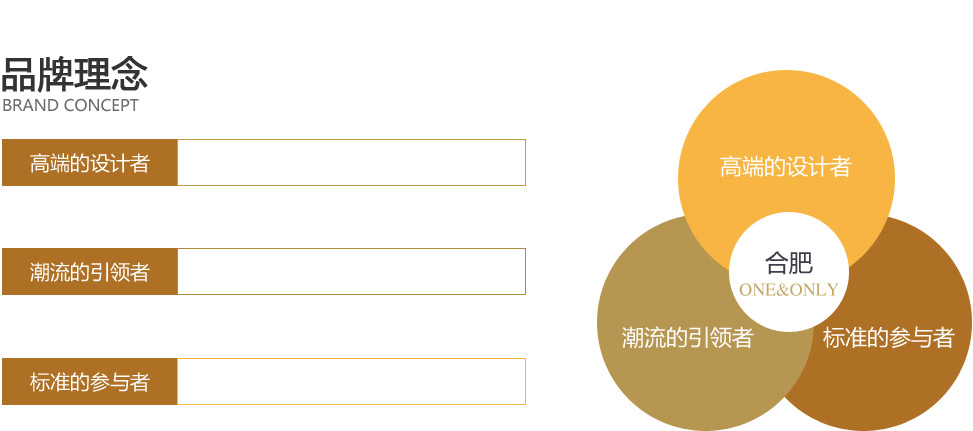 品牌理念
BRAND CONCEPT
高端的设计者
潮流的引领者
标准的参与者
高端的设计者
合肥
ONE&ONLY
潮流的引领者
标准的参与者